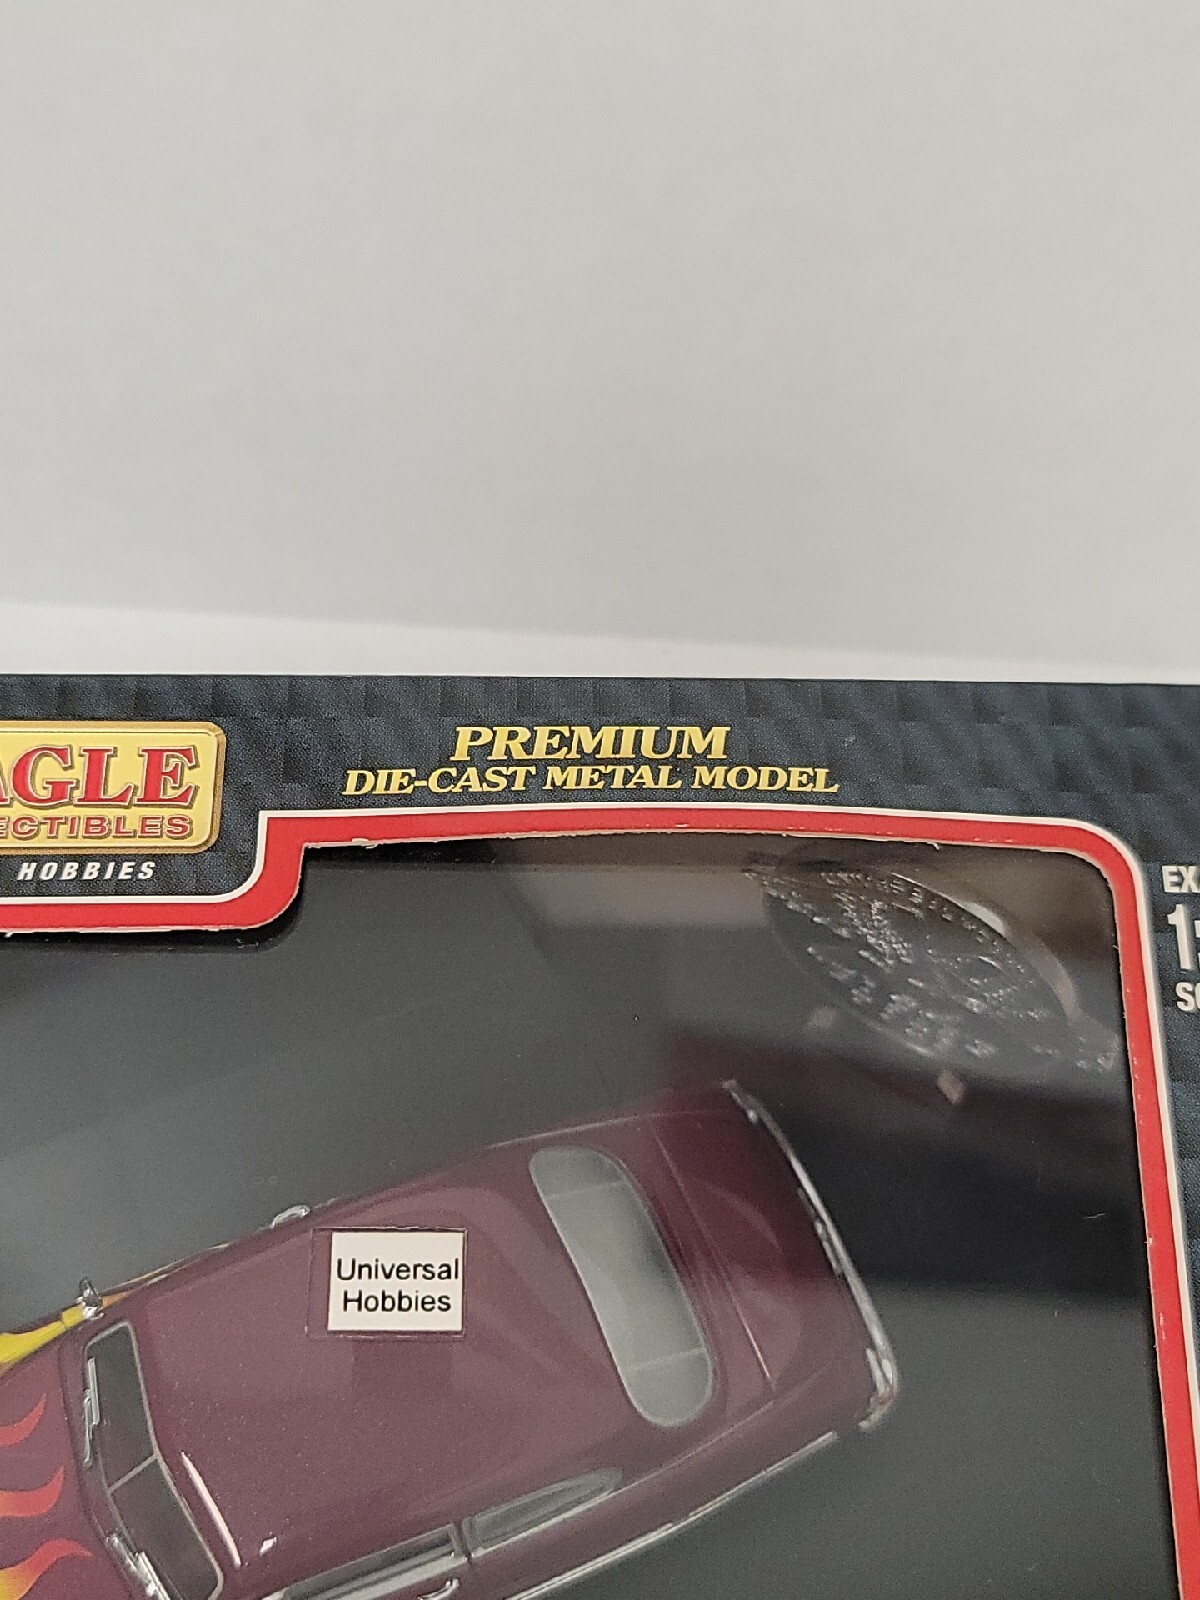 PREMIUM
DIE-CAST METAL MODEL
AGLE
ECTIBLES
HOBBIES
EX
Universal
Hobbies